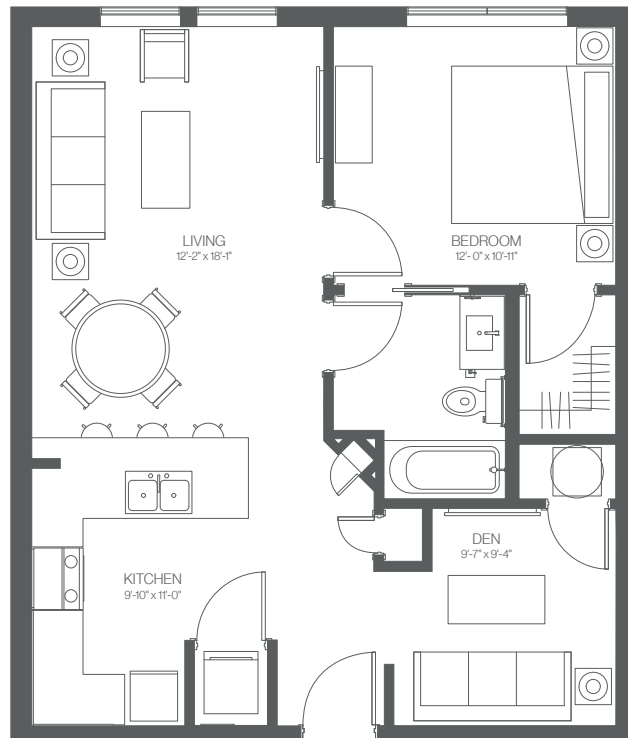 LIVING
12'-2" x 18'-1"
BEDROOM
12'- 0" x 10'-11"
KITCHEN
9'-10" x 11'-0"
DEN
9'-7" x 9'-4"